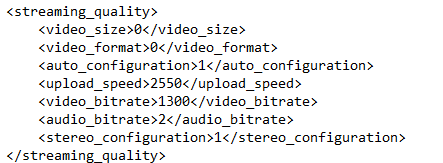 <streaming_quality>
    <video_size>0</video_size>
    <video_format>0</video_format>
    <auto_configuration>1</auto_configuration>
    <upload_speed>2550</upload_speed>
    <video_bitrate>1300</video_bitrate>
    <audio_bitrate>2</audio_bitrate>
    <stereo_configuration>1</stereo_configuration>
</streaming_quality>